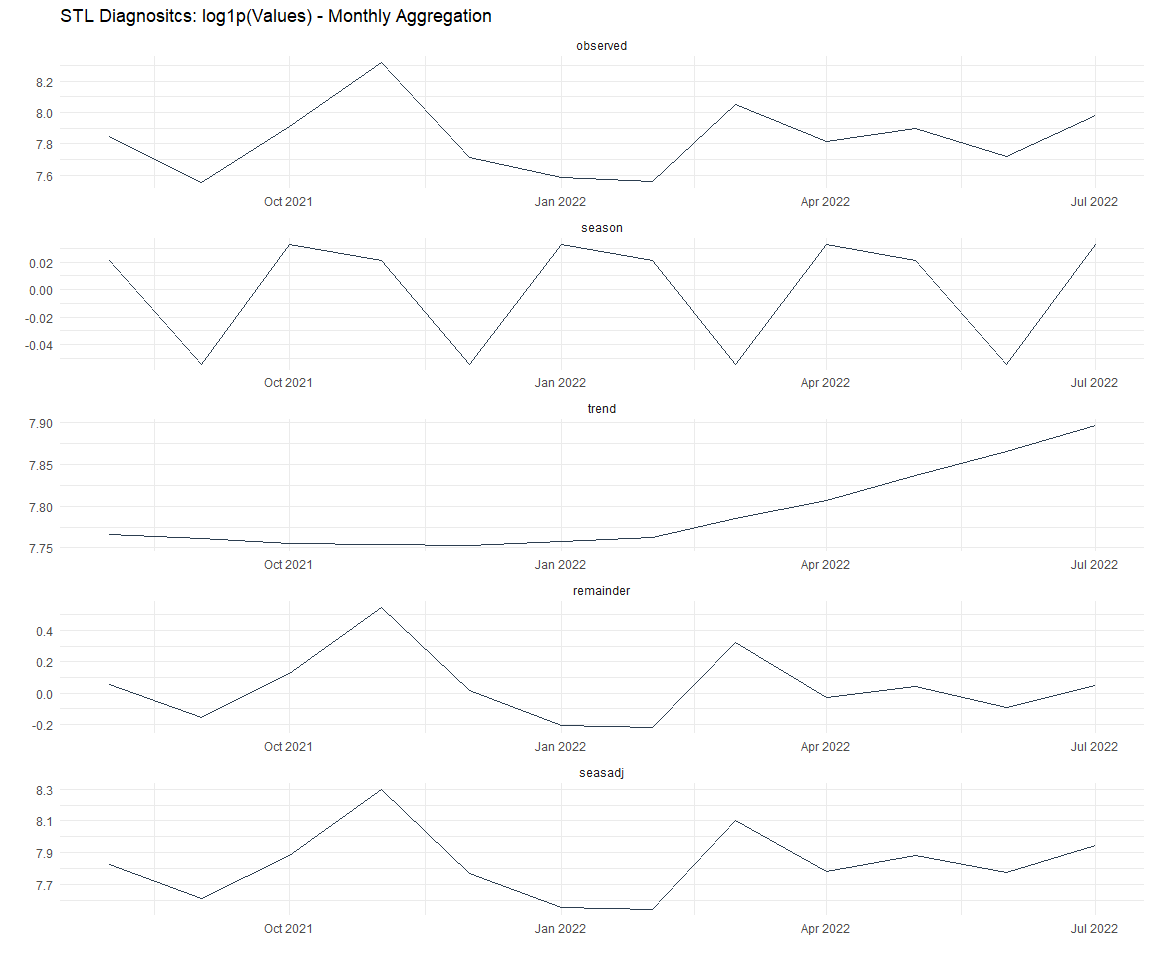 STL Diagnositcs: log1p(Values) - Monthly Aggregation
observed
8.2
8.0
7.8
7.6
Oct 2021 Jan 2022 Apr 2022 Jul 2022
season
0.02
0.00
-0.02
-0.04
Oct 2021 Jan 2022 Apr 2022 Jul 2022
trend
7.90
7.85
7.80
7.75
Oct 2021 Jan 2022 Apr 2022 Jul 2022
remainder
0.4
0.2
0.0
-0.2
Oct 2021 Jan 2022 Apr 2022 Jul 2022
seasadj
8.3
8.1
7.9
7.7
Oct 2021 Jan 2022 Apr 2022 Jul 2022